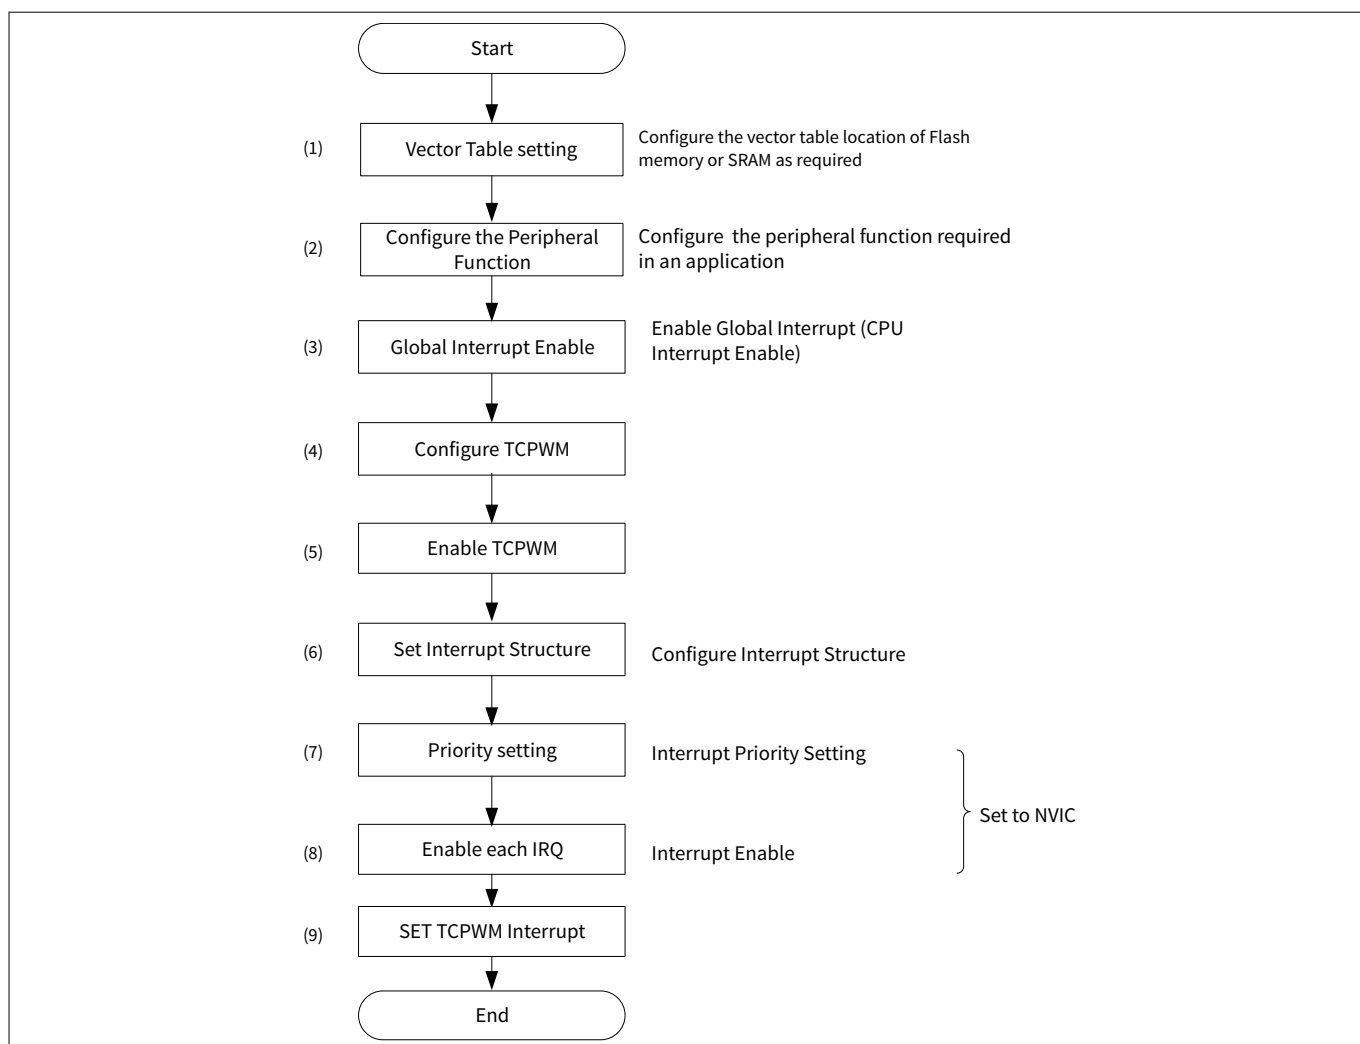 Start
(1)
Vector Table setting
Configure the vector table location of Flash
memory or SRAM as required
(2)
Configure the Peripheral
Function
Configure  the peripheral function required
in an application
(3)
Global Interrupt Enable
Enable Global Interrupt (CPU
Interrupt Enable)
(4)
Configure TCPWM
(5)
Enable TCPWM
(6)
Set Interrupt Structure
Configure Interrupt Structure
(7)
Priority setting
Interrupt Priority Setting
Set to NVIC
(8)
Enable each IRQ
Interrupt Enable
(9)
SET TCPWM Interrupt
End